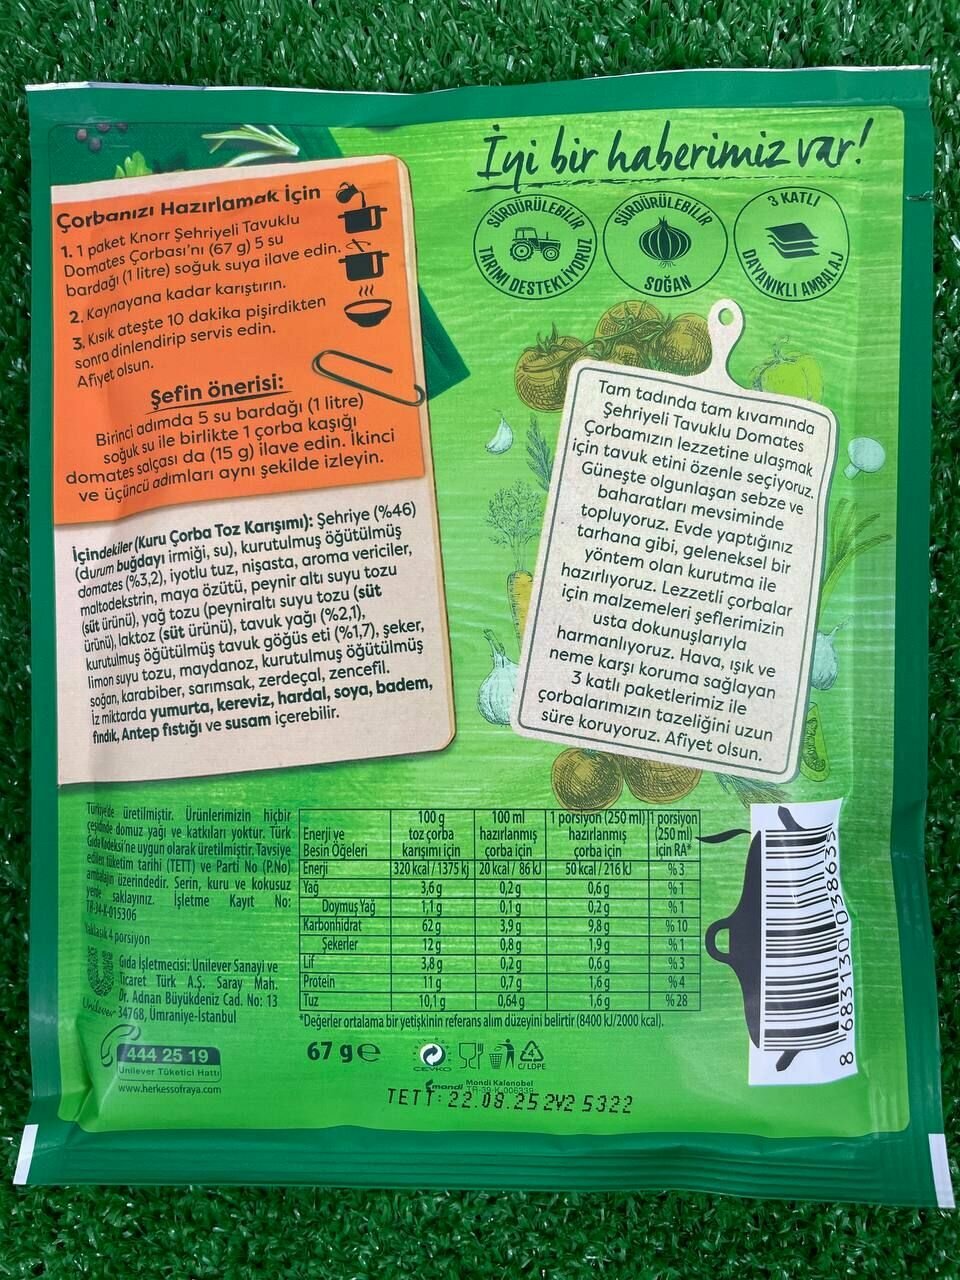 İyi bir haberimiz var!
SÜRDÜRÜLEBİLİR
TARIMI DESTEKLİYORUZ
SÜRDÜRÜLEBİLİR
SOĞAN
3 KATLI
DAYANIKLI AMBALAJ
Çorbanızı Hazırlamak İçin
1. 1 paket Knorr Şehriyeli Tavuklu
Domates Çorbası'nı (67 g) 5 su
bardağı (1 litre) soğuk suya ilave edin.
2. Kaynayana kadar karıştırın.
3. Kısık ateşte 10 dakika pişirdikten
sonra dinlendirip servis edin.
Afiyet olsun.
Şefin önerisi:
Birinci adımda 5 su bardağı (1 litre)
soğuk su ile birlikte 1 çorba kaşığı
domates salçası da (15 g) ilave edin. İkinci
ve üçüncü adımları aynı şekilde izleyin.
İçindekiler (Kuru Çorba Toz Karışımı): Şehriye (%46)
(durum buğdayı irmiği, su), kurutulmuş öğütülmüş
domates (%3,2), iyotlu tuz, nişasta, aroma vericiler,
maltodekstrin, maya özütü, peynir altı suyu tozu
(süt ürünü), yağ tozu (peyniraltı suyu tozu (süt
ürünü), laktoz (süt ürünü), tavuk yağı (%2,1),
kurutulmuş öğütülmüş tavuk göğüs eti (%1,7), şeker,
limon suyu tozu, maydanoz, kurutulmuş öğütülmüş
soğan, karabiber, sarımsak, zerdeçal, zencefil.
İz miktarda yumurta, kereviz, hardal, soya, badem,
fındık, Antep fıstığı ve susam içerebilir.
Tam tadında tam kıvamında
Şehriyeli Tavuklu Domates
Çorbamızın lezzetine ulaşmak
için tavuk etini özenle seçiyoruz.
Güneşte olgunlaşan sebze ve
baharatları mevsiminde
topluyoruz. Evde yaptığınız
tarhana gibi, geleneksel bir
yöntem olan kurutma ile
hazırlıyoruz. Lezzetli çorbalar
için malzemeleri şeflerimizin
usta dokunuşlarıyla
harmanlıyoruz. Hava, ışık ve
neme karşı koruma sağlayan
3 katlı paketlerimiz ile
çorbalarımızın tazeliğini uzun
süre koruyoruz. Afiyet olsun.
Türkiye'de üretilmiştir. Ürünlerimizin hiçbir
çeşidinde domuz yağı ve katkıları yoktur. Türk
Gıda Kodeksi'ne uygun olarak üretilmiştir. Tavsiye
edilen tüketim tarihi (TETT) ve Parti No (P.No)
ambalajın üzerindedir. Serin, kuru ve kokusuz
yerde saklayınız. İşletme Kayıt No:
TR-34-K-015306
Yaklaşık 4 porsiyon
Gıda İşletmecisi: Unilever Sanayi ve
Ticaret Türk A.Ş. Saray Mah.
Dr. Adnan Büyükdeniz Cad. No: 13
34768, Ümraniye-İstanbul
Unilever
444 25 19
Unilever Tüketici Hattı
www.herkessofraya.com
Enerji ve Besin Öğeleri | 100 g toz çorba karışımı için | 100 ml hazırlanmış çorba için | 1 porsiyon (250 ml) hazırlanmış çorba için | 1 porsiyon (250 ml) için RA*
Enerji 320 kcal / 1375 kj 20 kcal / 86 kJ 50 kcal / 216 kJ % 3
Yağ 3,6 g 0,2 g 0,6 g % 1
Doymuş Yağ 1,1 g 0,1 g 0,2 g % 1
Karbonhidrat 62 g 3,9 g 9,8 g % 10
Şekerler 12 g 0,8 g 1,9 g % 1
Lif 3,8 g 0,2 g 0,6 g % 3
Protein 11 g 0,7 g 1,6 g % 4
Tuz 10,1 g 0,64 g 1,6 g % 28
*Değerler ortalama bir yetişkinin referans alım düzeyini belirtir (8400 kJ/2000 kcal).
67 g e
ÇEVKO
4
C/LDPE
mondi Mondi Kalenobel
TR-39-K-006339
TETT: 22.08.25 2V2 5322
8 683130 038635